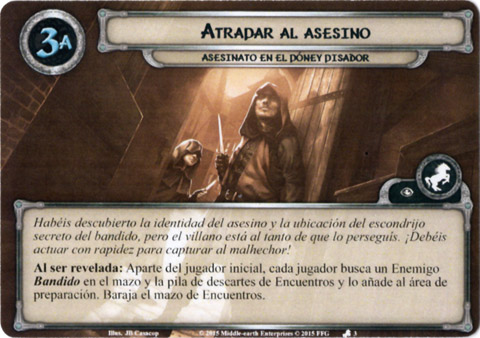 3A
Atrapar al asesino
Asesinato en el Póney Pisador
Habéis descubierto la identidad del asesino y la ubicación del escondrijo
secreto del bandido, pero el villano está al tanto de que lo perseguís. ¡Debéis
actuar con rapidez para capturar al malhechor!
Al ser revelada: Aparte del jugador inicial, cada jugador busca un Enemigo
Bandido en el mazo y la pila de descartes de Encuentros y lo añade al área de
preparación. Baraja el mazo de Encuentros.
Illus. JB Casacop © 2015 Middle-earth Enterprises © 2015 FFG 3